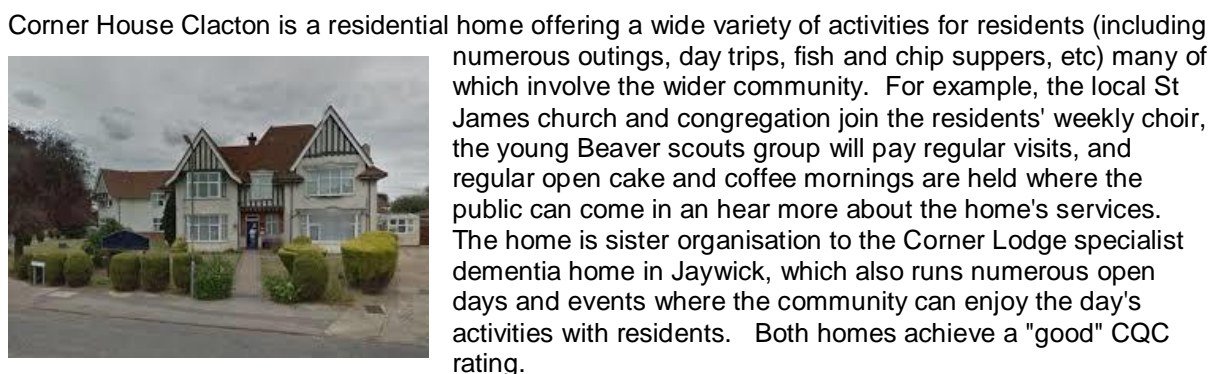 Corner House Clacton is a residential home offering a wide variety of activities for residents (including
numerous outings, day trips, fish and chip suppers, etc) many of
which involve the wider community.  For example, the local St
James church and congregation join the residents' weekly choir,
the young Beaver scouts group will pay regular visits, and
regular open cake and coffee mornings are held where the
public can come in an hear more about the home's services.
The home is sister organisation to the Corner Lodge specialist
dementia home in Jaywick, which also runs numerous open
days and events where the community can enjoy the day's
activities with residents.   Both homes achieve a "good" CQC
rating.